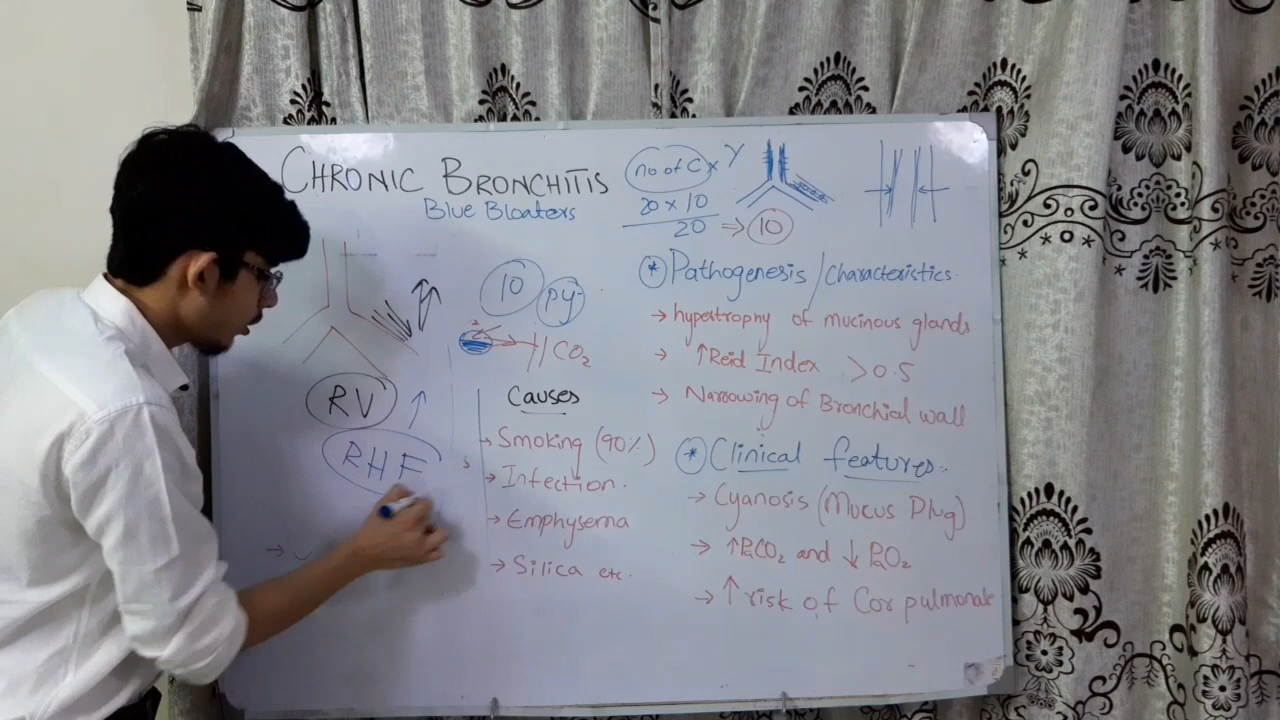 CHRONIC BRONCHITIS
Blue Bloaters
no of C x Y
20 x 10
20 ⇒ 10
10 py
CO₂
RV ↑
RHF
Causes
→ Smoking (90%)
→ Infection.
→ Emphysema
→ Silica etc.
* Pathogenesis / Characteristics.
→ hypertrophy of mucinous glands
→ ↑Reid Index > 0.5
→ Narrowing of Bronchial wall
* Clinical features:
→ Cyanosis (Mucus Plug)
→ ↑PaCO₂ and ↓ PaO₂
→ ↑ risk of Cor pulmonale